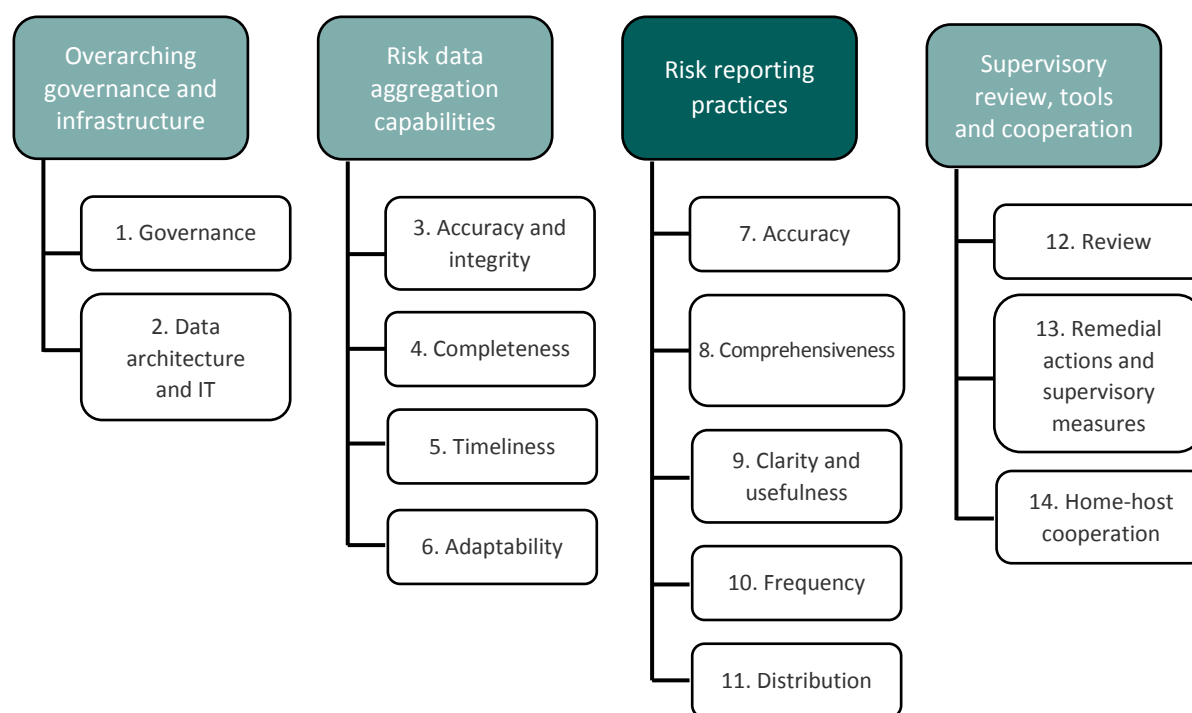 Overarching
governance and
infrastructure
1. Governance
2. Data
architecture
and IT
Risk data
aggregation
capabilities
3. Accuracy and
integrity
4. Completeness
5. Timeliness
6. Adaptability
Risk reporting
practices
7. Accuracy
8. Comprehensiveness
9. Clarity and
usefulness
10. Frequency
11. Distribution
Supervisory
review, tools
and cooperation
12. Review
13. Remedial
actions and
supervisory
measures
14. Home-host
cooperation